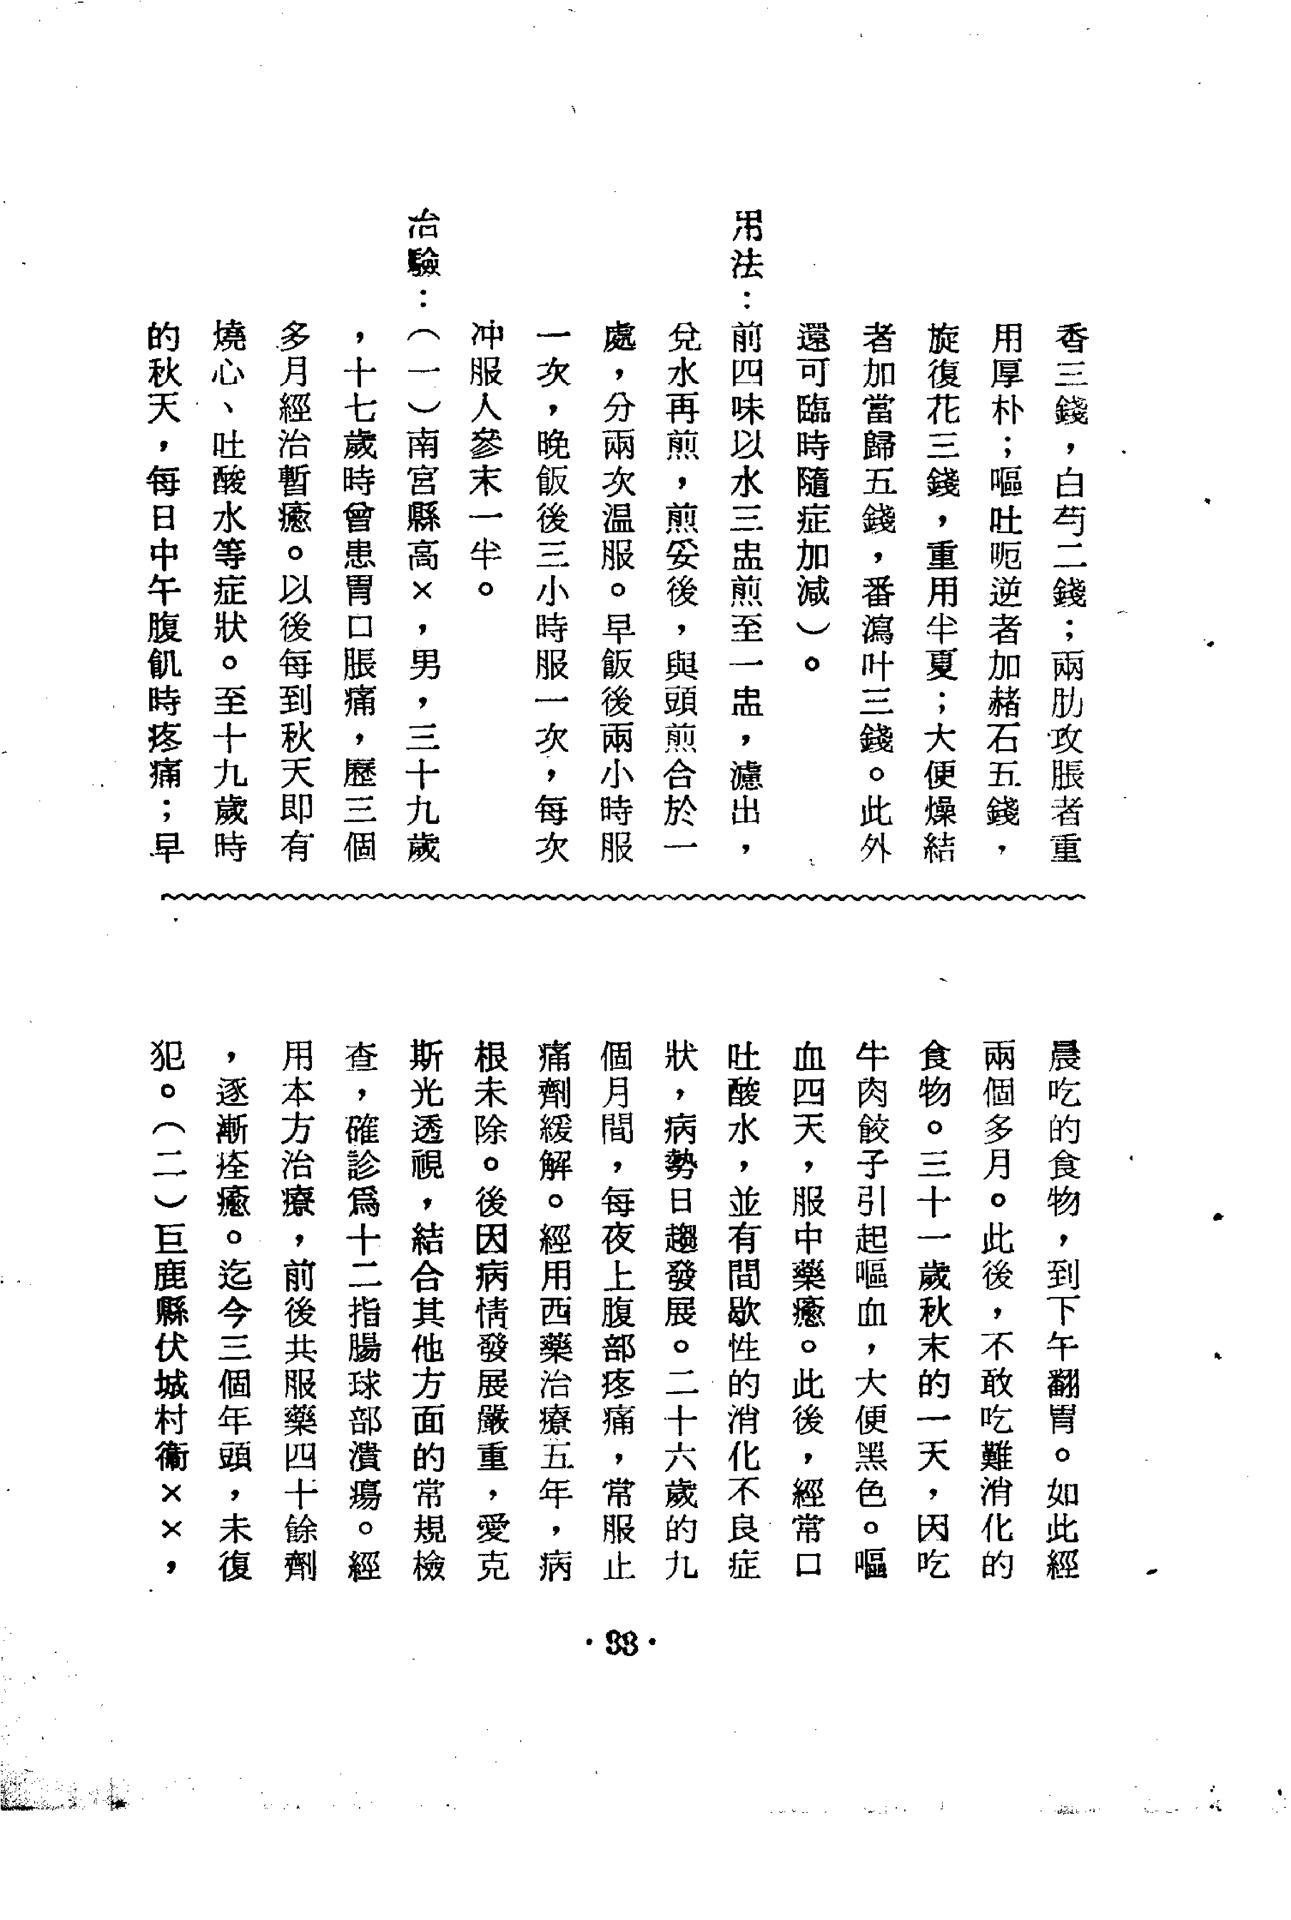 香三錢，白芍二錢；兩肋攻脹者重
用厚朴；嘔吐呃逆者加赭石五錢，
旋復花三錢，重用半夏；大便燥結
者加當歸五錢，番瀉叶三錢。此外
還可臨時隨症加減）。
用法：前四味以水三盅煎至一盅，濾出，
兌水再煎，煎妥後，與頭煎合於一
處，分兩次温服。早飯後兩小時服
一次，晚飯後三小時服一次，每次
冲服人參末一半。
治驗：（一）南宮縣高×，男，三十九歲
，十七歲時曾患胃口脹痛，歷三個
多月經治暫癒。以後每到秋天即有
燒心、吐酸水等症狀。至十九歲時
的秋天，每日中午腹飢時疼痛；早
晨吃的食物，到下午翻胃。如此經
兩個多月。此後，不敢吃難消化的
食物。三十一歲秋末的一天，因吃
牛肉餃子引起嘔血，大便黑色。嘔
血四天，服中藥癒。此後，經常口
吐酸水，並有間歇性的消化不良症
狀，病勢日趨發展。二十六歲的九
個月間，每夜上腹部疼痛，常服止
痛劑緩解。經用西藥治療五年，病
根未除。後因病情發展嚴重，愛克
斯光透視，結合其他方面的常規檢
查，確診爲十二指腸球部潰瘍。經
用本方治療，前後共服藥四十餘劑
，逐漸痊癒。迄今三個年頭，未復
犯。（二）巨鹿縣伏城村衞××，
·33·